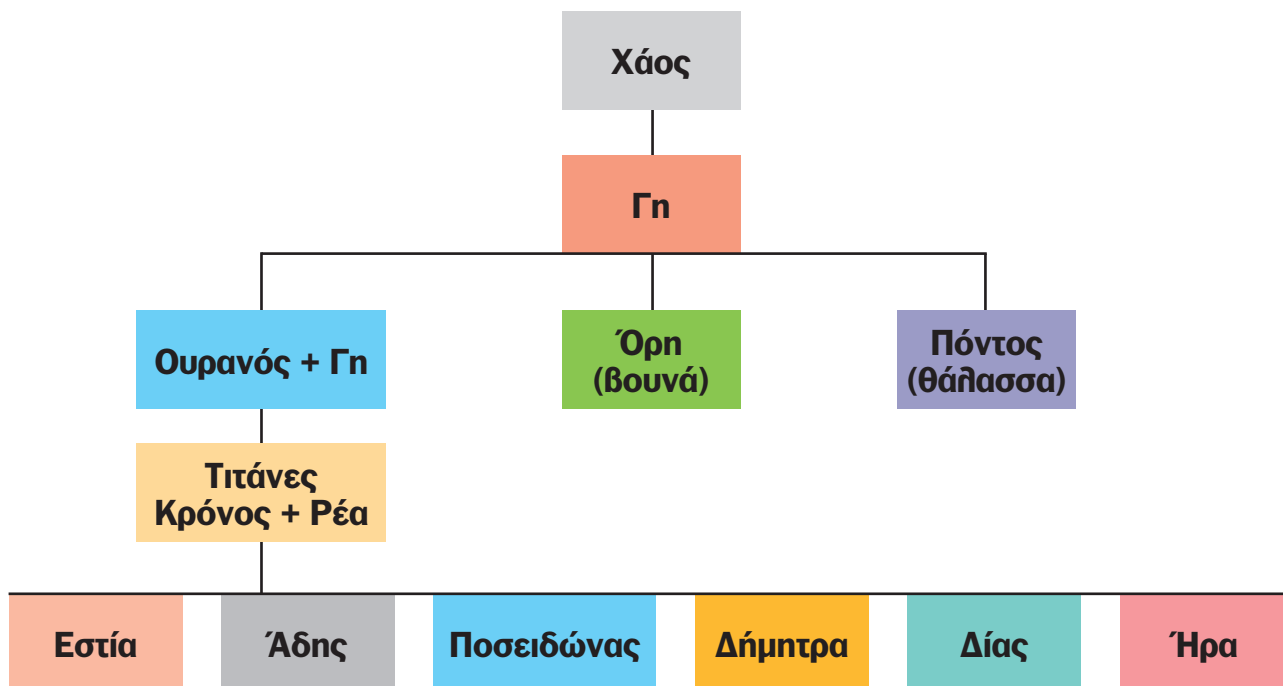 Χάος
Γη
Ουρανός + Γη
Όρη
(βουνά)
Πόντος
(θάλασσα)
Τιτάνες
Κρόνος + Ρέα
Εστία
Άδης
Ποσειδώνας
Δήμητρα
Δίας
Ήρα